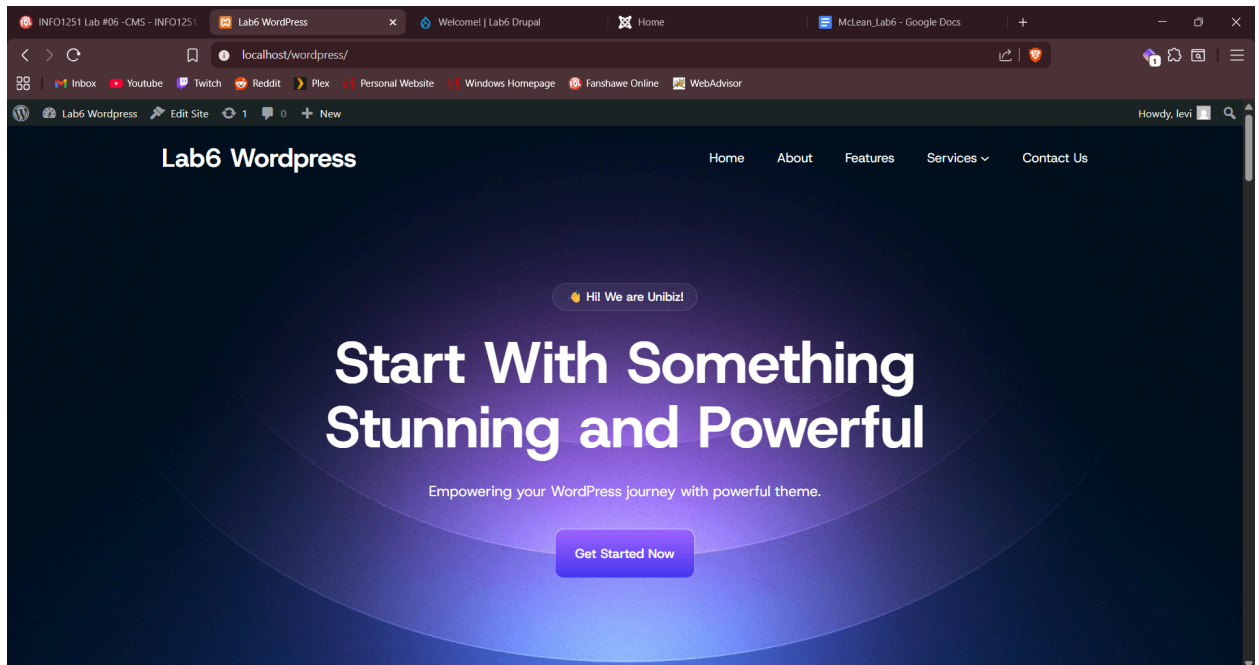 INFO1251 Lab #06 -CMS - INFO1251
Lab6 WordPress
Welcome! | Lab6 Drupal
Home
McLean_Lab6 - Google Docs
localhost/wordpress/
1
Inbox
Youtube
Twitch
Reddit
Plex
Personal Website
Windows Homepage
Fanshawe Online
WebAdvisor
Lab6 Wordpress
Edit Site
1
0
New
Howdy, levi
Lab6 Wordpress
Home
About
Features
Services
Contact Us
👋 Hi! We are Unibiz!
Start With Something
Stunning and Powerful
Empowering your WordPress journey with powerful theme.
Get Started Now